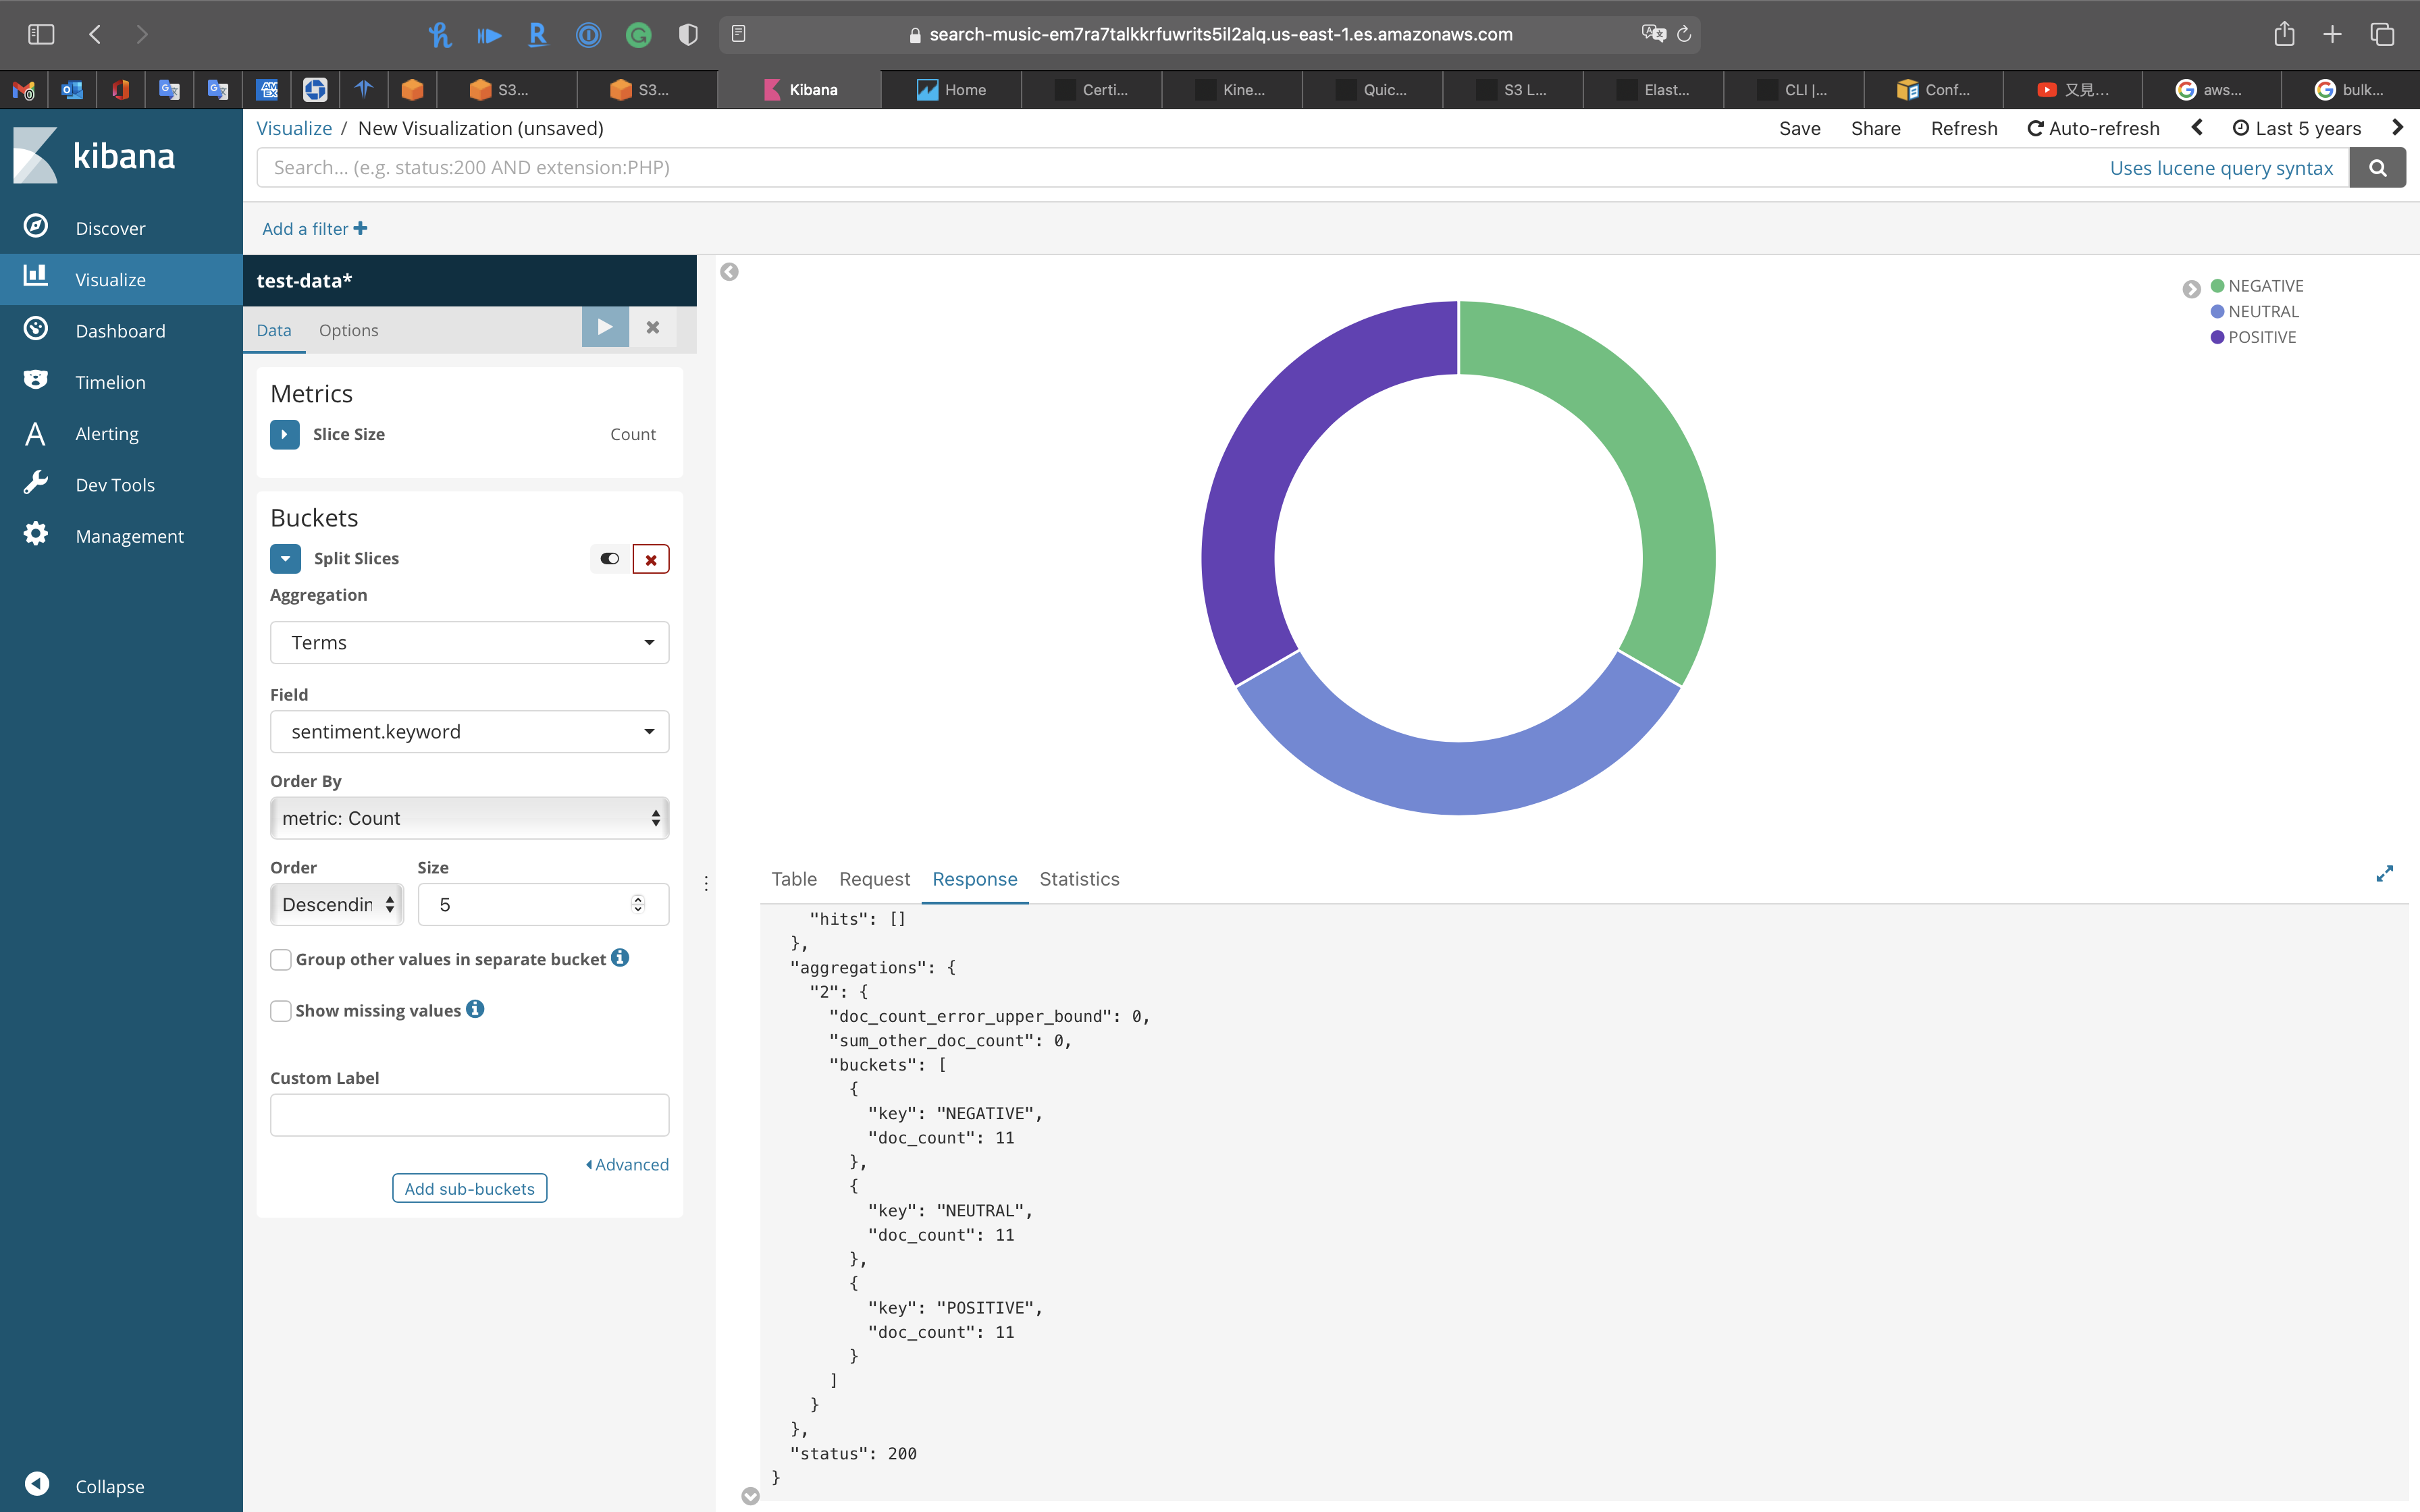 search-music-em7ra7talkkrfuwrits5il2alq.us-east-1.es.amazonaws.com
S3...
S3...
Kibana
Home
Certi...
Kine...
Quic...
S3 L...
Elast...
CLI |...
Conf...
又見...
aws...
bulk...
kibana
Visualize / New Visualization (unsaved)
Save
Share
Refresh
Auto-refresh
Last 5 years
Search... (e.g. status:200 AND extension:PHP)
Uses lucene query syntax
Add a filter
Discover
Visualize
Dashboard
Timelion
Alerting
Dev Tools
Management
Collapse
test-data*
Data
Options
Metrics
Slice Size
Count
Buckets
Split Slices
Aggregation
Terms
Field
sentiment.keyword
Order By
metric: Count
Order
Size
Descendin
5
Group other values in separate bucket
Show missing values
Custom Label
Advanced
Add sub-buckets
NEGATIVE
NEUTRAL
POSITIVE
Table
Request
Response
Statistics
"hits": []
},
"aggregations": {
"2": {
"doc_count_error_upper_bound": 0,
"sum_other_doc_count": 0,
"buckets": [
{
"key": "NEGATIVE",
"doc_count": 11
},
{
"key": "NEUTRAL",
"doc_count": 11
},
{
"key": "POSITIVE",
"doc_count": 11
}
]
}
},
"status": 200
}